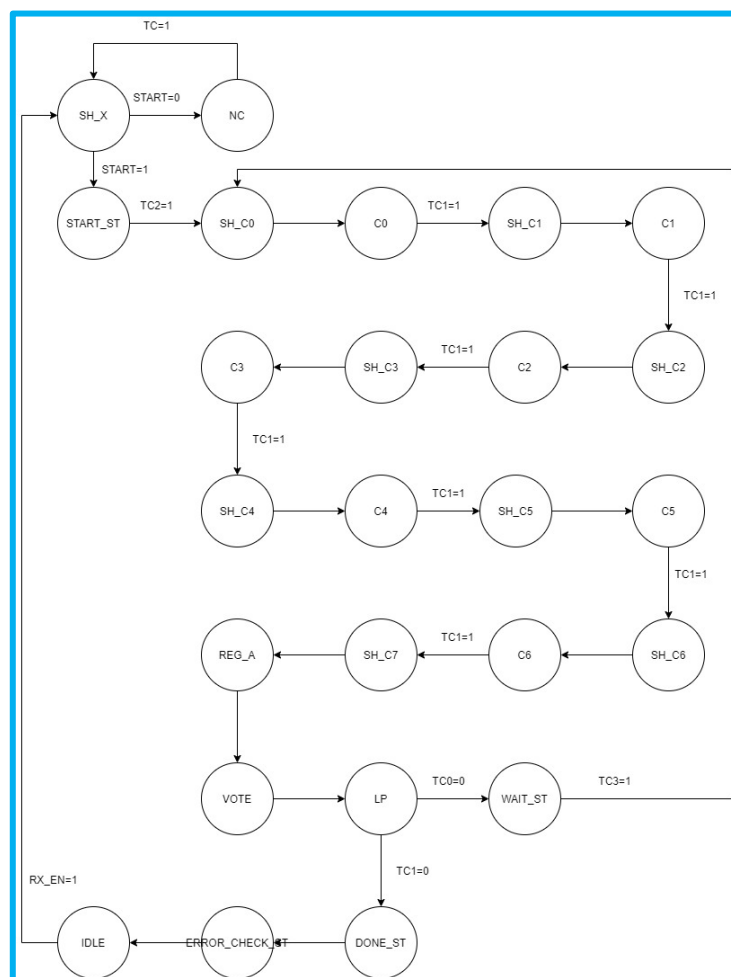 TC=1
SH_X
START=0
NC
START=1
START_ST
TC2=1
SH_C0
C0
TC1=1
SH_C1
C1
TC1=1
C3
SH_C3
TC1=1
C2
SH_C2
TC1=1
SH_C4
C4
TC1=1
SH_C5
C5
TC1=1
REG_A
SH_C7
TC1=1
C6
SH_C6
VOTE
LP
TC0=0
WAIT_ST
TC3=1
TC1=0
RX_EN=1
IDLE
ERROR_CHECK_ST
DONE_ST